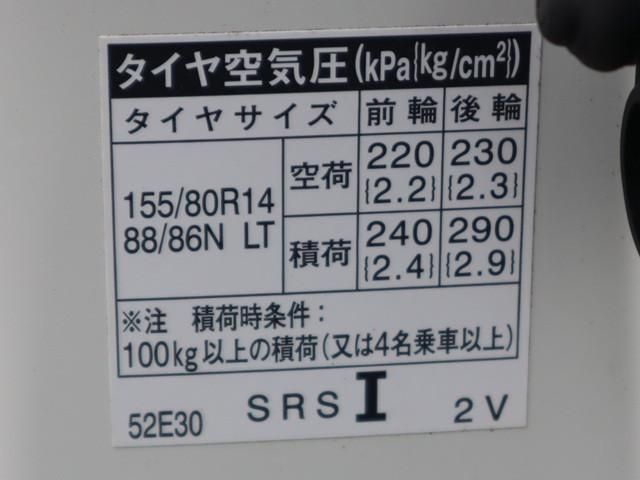 タイヤ空気圧(kPa{kg/cm²})
タイヤサイズ 前輪 後輪
155/80R14 88/86N LT
空荷 220 {2.2} 230 {2.3}
積荷 240 {2.4} 290 {2.9}
※注 積荷時条件:
100kg以上の積荷(又は4名乗車以上)
52E30 SRS I 2V